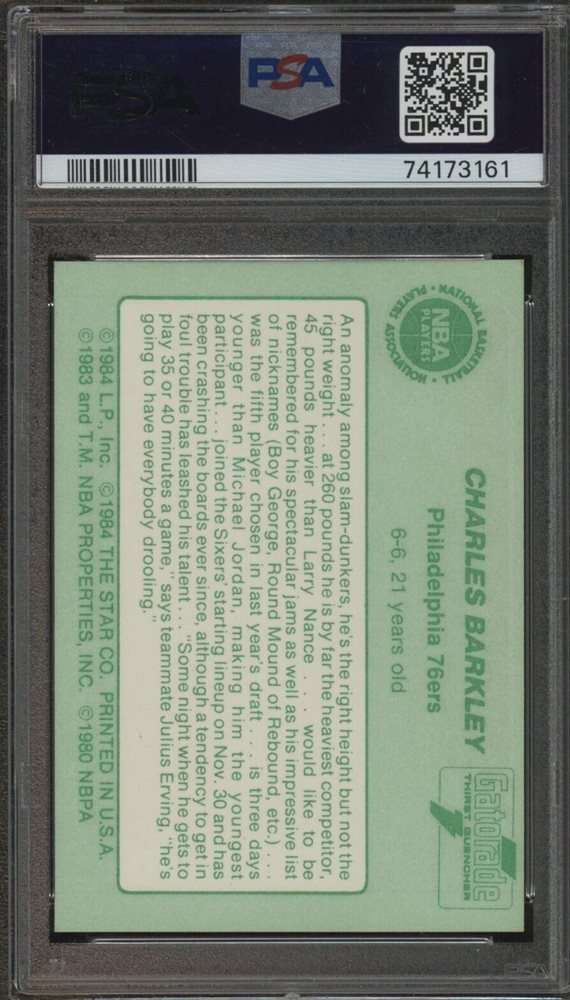 PSA
PSA
74173161
NATIONAL BASKETBALL
PLAYERS ASSOCIATION
NBA
PLAYERS
CHARLES BARKLEY
Philadelphia 76ers
6-6, 21 years old
Gatorade
THIRST QUENCHER
An anomaly among slam-dunkers, he's the right height but not the
right weight . . . at 260 pounds he is by far the heaviest competitor,
45 pounds heavier than Larry Nance . . . would like to be
remembered for his spectacular jams as well as his impressive list
of nicknames (Boy George, Round Mound of Rebound, etc.) . . .
was the fifth player chosen in last year's draft . . . is three days
younger than Michael Jordan, making him the youngest
participant . . . joined the Sixers' starting lineup on Nov. 30 and has
been crashing the boards ever since, although a tendency to get in
foul trouble has leashed his talent . . . "Some night when he gets to
play 35 or 40 minutes a game," says teammate Julius Erving, "he's
going to have everybody drooling."
©1984 L.P., Inc. ©1984 THE STAR CO. PRINTED IN U.S.A.
©1983 and T.M. NBA PROPERTIES, INC. ©1980 NBPA
PSA